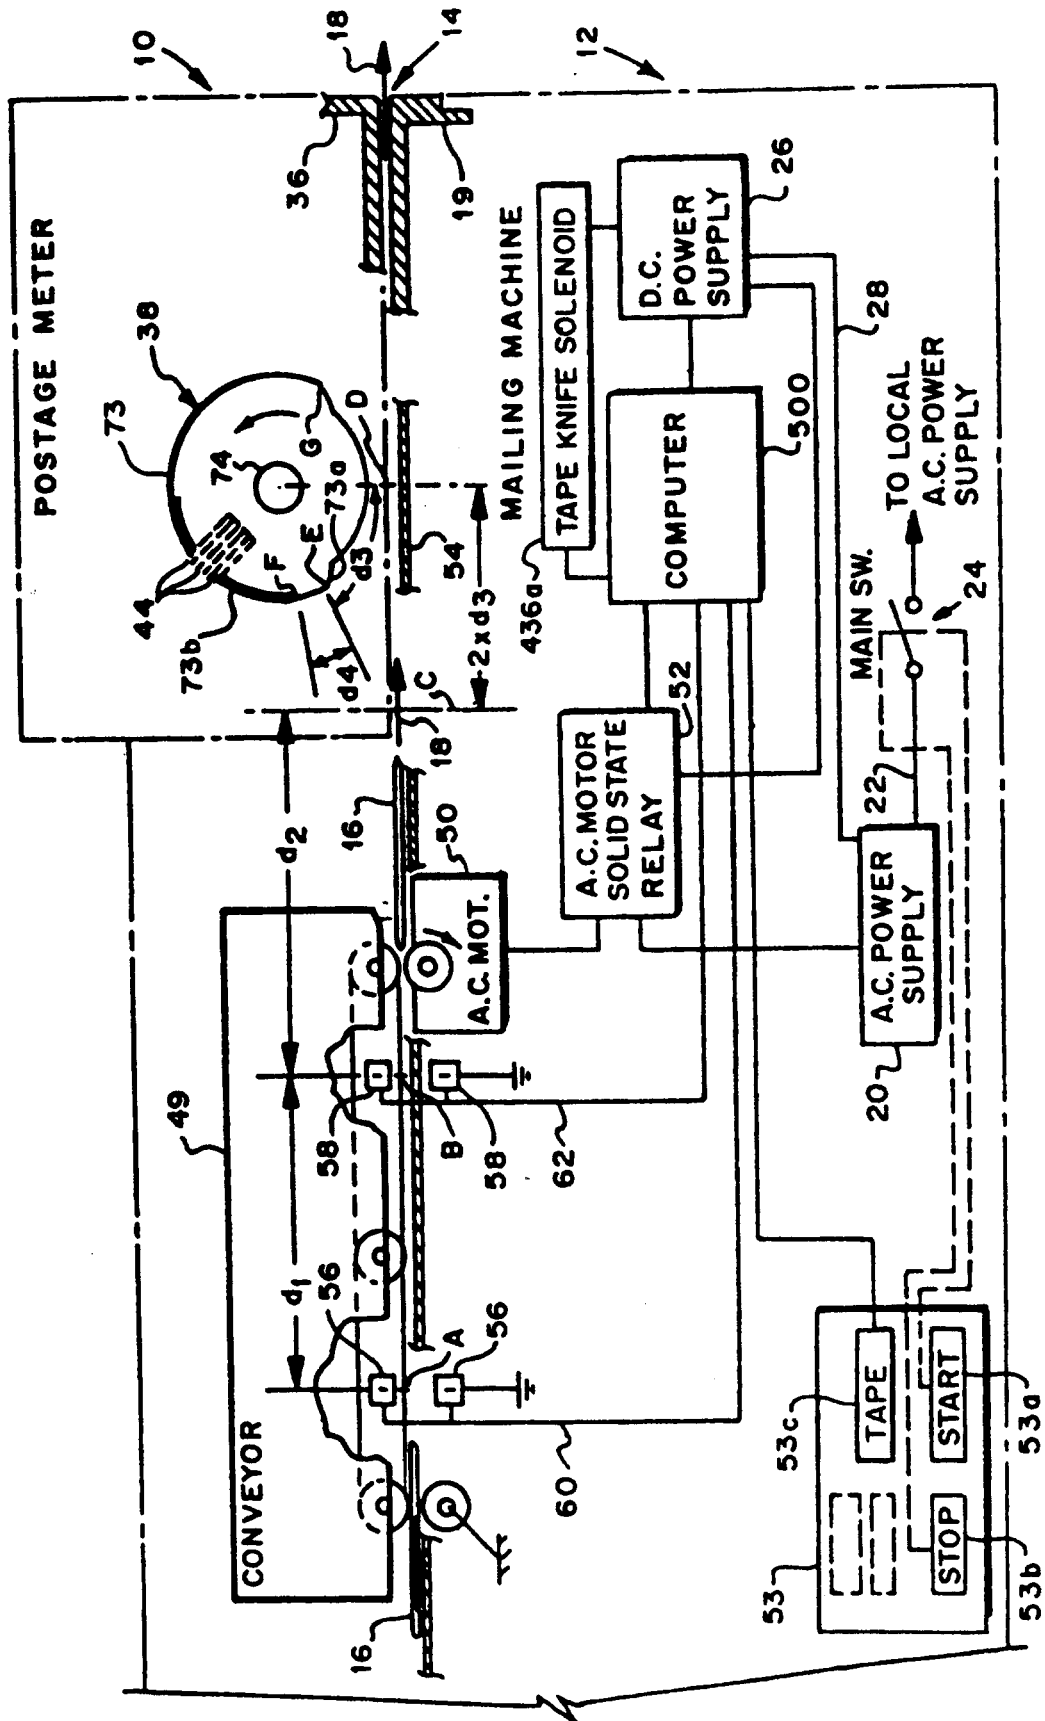 10
18
14
12
POSTAGE METER
36
19
38
73
74
G
D
73a
E
F
d3
44
73b
d4
54
2xd3
C
18
MAILING MACHINE
TAPE KNIFE SOLENOID
436a
D.C.
POWER
SUPPLY
26
28
COMPUTER
500
TO LOCAL
A.C. POWER
SUPPLY
MAIN SW.
24
22
A.C. MOTOR
SOLID STATE
RELAY
52
A.C. POWER
SUPPLY
20
d2
16
50
A.C. MOT.
49
58
B
58
62
d1
56
A
56
60
CONVEYOR
16
53
53c
TAPE
START
53a
STOP
53b